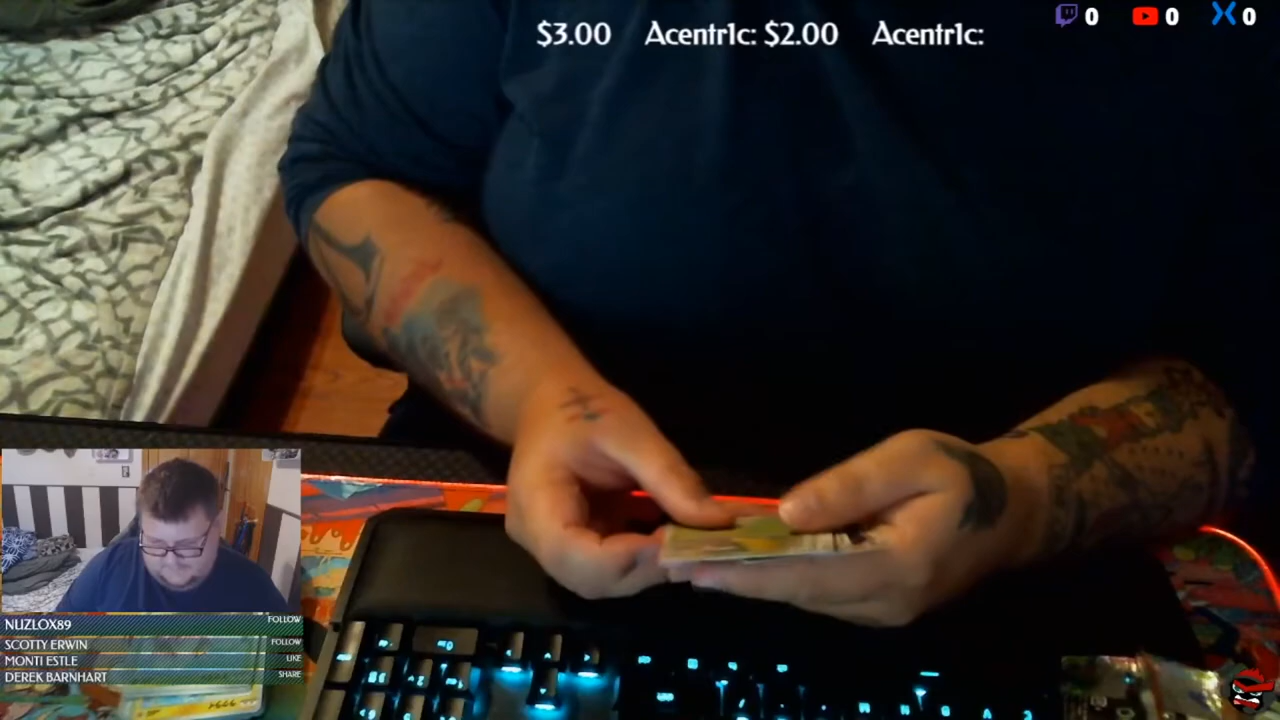 $3.00 Acentr1c: $2.00 Acentr1c:
0 0 0
NUZLOX89 FOLLOW
SCOTTY ERWIN FOLLOW
MONTI ESTLE LIKE
DEREK BARNHART SHARE